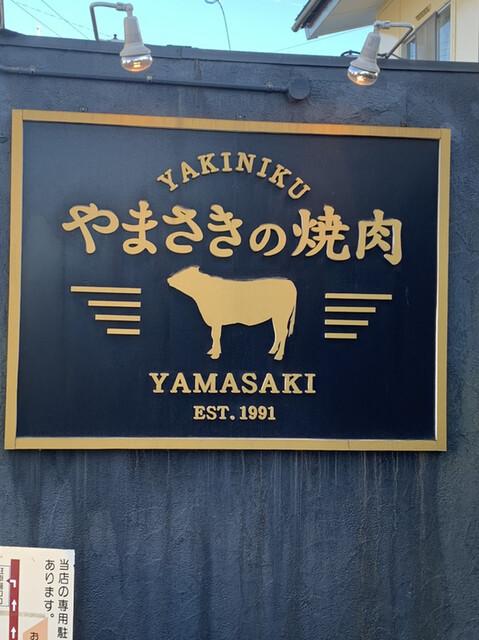 YAKINIKU
やまさきの焼肉
YAMASAKI
EST. 1991
当店の専用駐
あります。
お